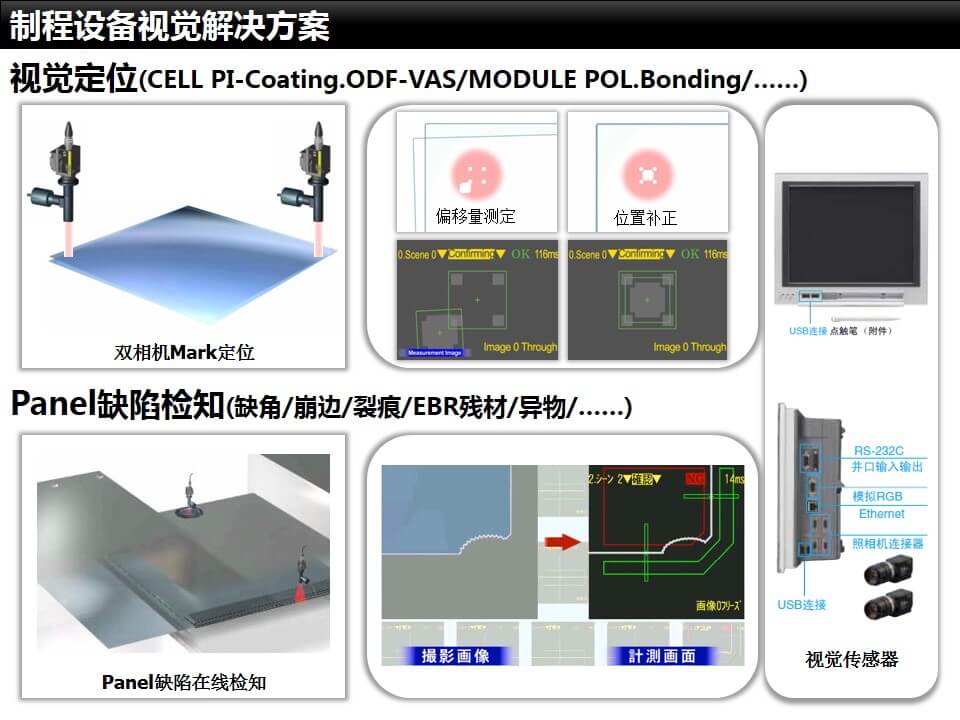 制程设备视觉解决方案
视觉定位(CELL PI-Coating.ODF-VAS/MODULE POL.Bonding/......)
双相机Mark定位
偏移量测定
位置补正
0.Scene 0▼Confirming▼ OK 116ms
Measurement Image
Image 0 Through
0.Scene 0▼Confirming▼ OK 116ms
Image 0 Through
USB连接 点触笔（附件）
Panel缺陷检知(缺角/崩边/裂痕/EBR残材/异物/......)
Panel缺陷在线检知
2.シーン 2▼確認▼ NG 14ms
画像0フリーズ
撮影画像
計測画面
RS-232C
并口输入输出
模拟RGB
Ethernet
照相机连接器
USB连接
视觉传感器